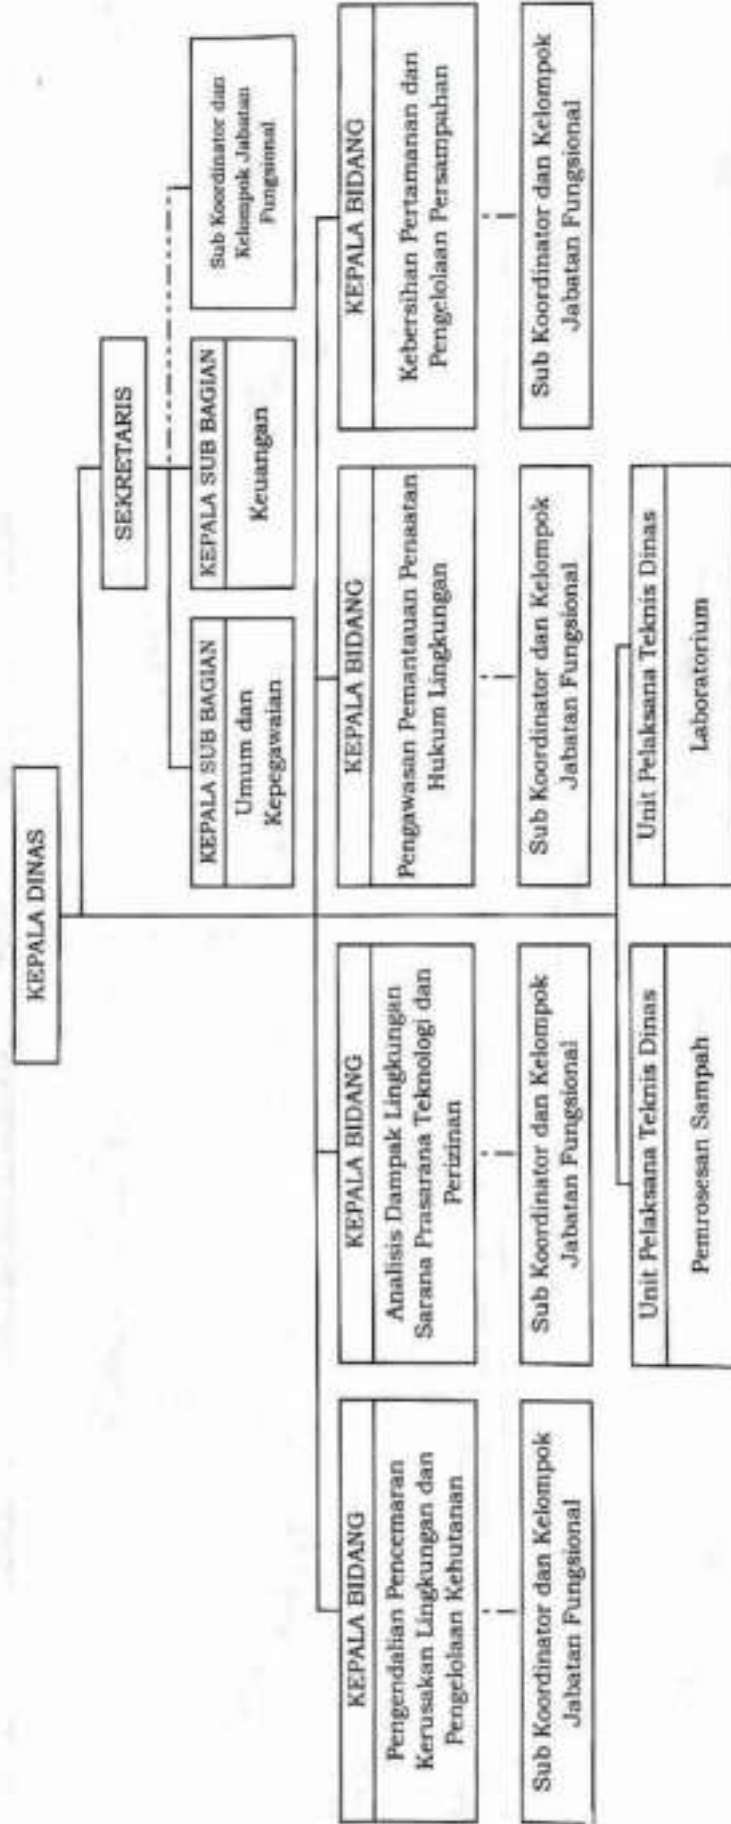 KEPALA DINAS
SEKRETARIS
KEPALA SUB BAGIAN
Umum dan
Kepegawaian
KEPALA SUB BAGIAN
Keuangan
Sub Koordinator dan
Kelompok Jabatan
Fungsional
KEPALA BIDANG
Pengendalian Pencemaran
Kerusakan Lingkungan dan
Pengelolaan Kehutanan
KEPALA BIDANG
Analisis Dampak Lingkungan
Sarana Prasarana Teknologi dan
Perizinan
KEPALA BIDANG
Pengawasan Pemantauan Penaatan
Hukum Lingkungan
KEPALA BIDANG
Kebersihan Pertamanan dan
Pengelolaan Persampahan
Sub Koordinator dan Kelompok
Jabatan Fungsional
Sub Koordinator dan Kelompok
Jabatan Fungsional
Sub Koordinator dan Kelompok
Jabatan Fungsional
Sub Koordinator dan Kelompok
Jabatan Fungsional
Unit Pelaksana Teknis Dinas
Pemrosesan Sampah
Unit Pelaksana Teknis Dinas
Laboratorium